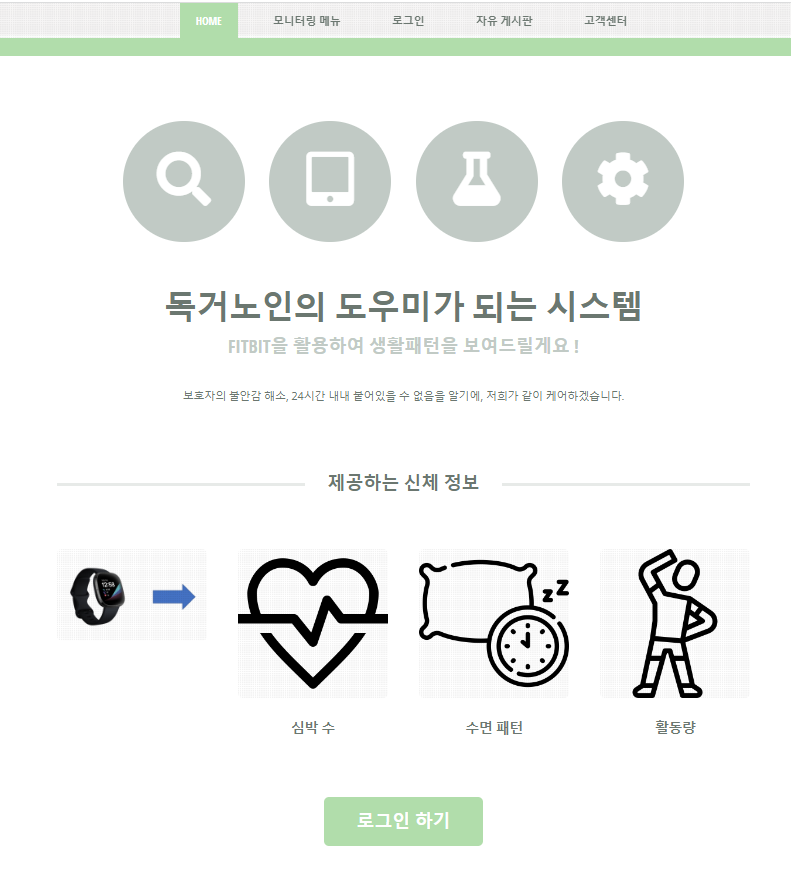 HOME 모니터링 메뉴 로그인 자유 게시판 고객센터
독거노인의 도우미가 되는 시스템
FITBIT을 활용하여 생활패턴을 보여드릴게요 !
보호자의 불안감 해소, 24시간 내내 붙어있을 수 없음을 알기에, 저희가 같이 케어하겠습니다.
제공하는 신체 정보
z z
심박 수 수면 패턴 활동량
로그인 하기